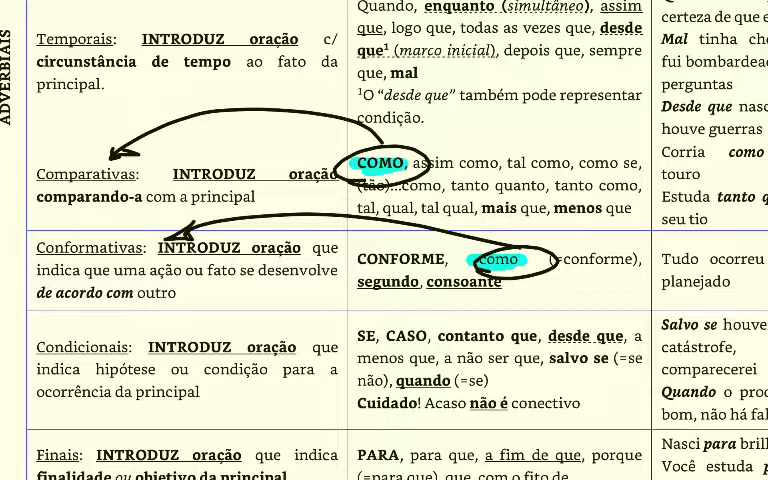 ADVERBIAIS
Temporais: INTRODUZ oração c/
circunstância de tempo ao fato da
principal.
Quando, enquanto (simultâneo), assim
que, logo que, todas as vezes que, desde
que¹ (marco inicial), depois que, sempre
que, mal
¹O “desde que” também pode representar
condição.
certeza de que e
Mal tinha che
fui bombardead
perguntas
Desde que nasc
houve guerras
Comparativas: INTRODUZ oração
comparando-a com a principal
COMO, assim como, tal como, como se,
(tão)...como, tanto quanto, tanto como,
tal, qual, tal qual, mais que, menos que
Corria como
touro
Estuda tanto q
seu tio
Conformativas: INTRODUZ oração que
indica que uma ação ou fato se desenvolve
de acordo com outro
CONFORME, como (=conforme),
segundo, consoante
Tudo ocorreu
planejado
Condicionais: INTRODUZ oração que
indica hipótese ou condição para a
ocorrência da principal
SE, CASO, contanto que, desde que, a
menos que, a não ser que, salvo se (=se
não), quando (=se)
Cuidado! Acaso não é conectivo
Salvo se houve
catástrofe,
comparecerei
Quando o proc
bom, não há fal
Finais: INTRODUZ oração que indica
finalidade ou objetivo da principal
PARA, para que, a fim de que, porque
(=para que), que, com o fito de
Nasci para brill
Você estuda p